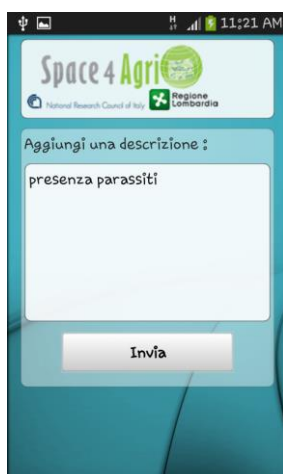 H
11:21 AM
Space 4 Agri
National Research Council of Italy
Regione
Lombardia
Aggiungi una descrizione :
presenza parassiti
Invia